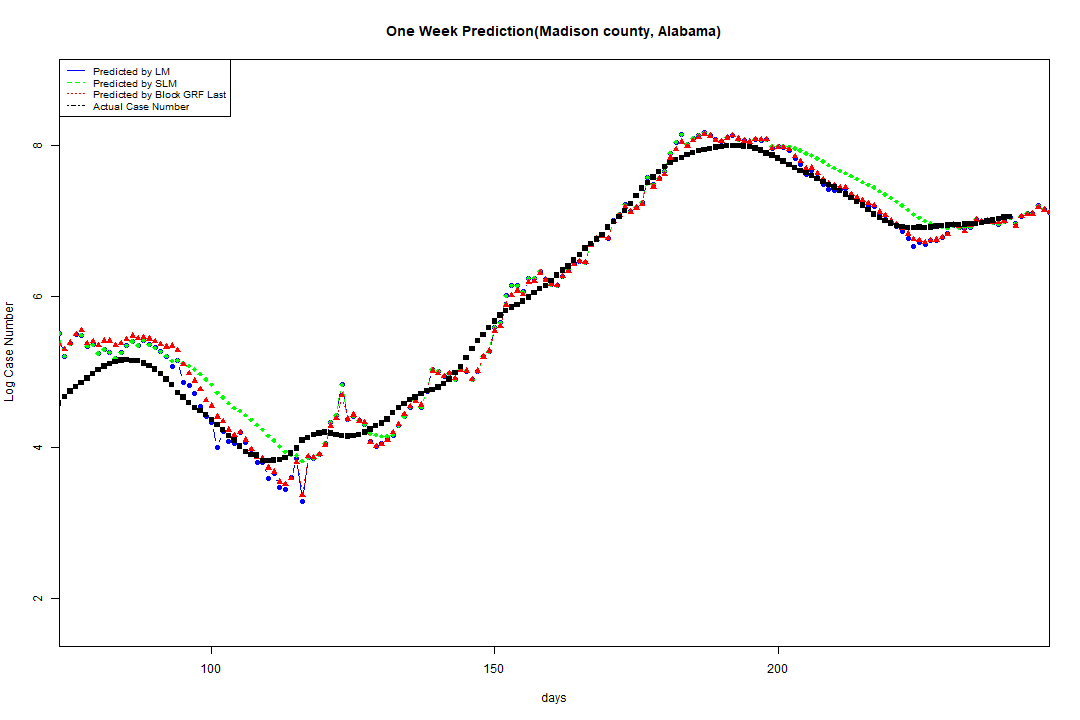 One Week Prediction(Madison county, Alabama)
Predicted by LM
Predicted by SLM
Predicted by Block GRF Last
Actual Case Number
8
6
4
2
Log Case Number
100 150 200
days